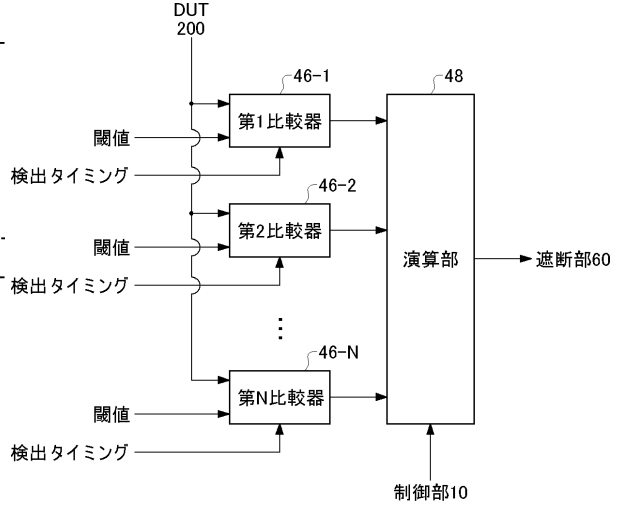 DUT
200
46-1
48
第1比較器
閾値
検出タイミング
46-2
第2比較器
閾値
演算部
遮断部60
検出タイミング
⋮
46-N
第N比較器
閾値
検出タイミング
制御部10